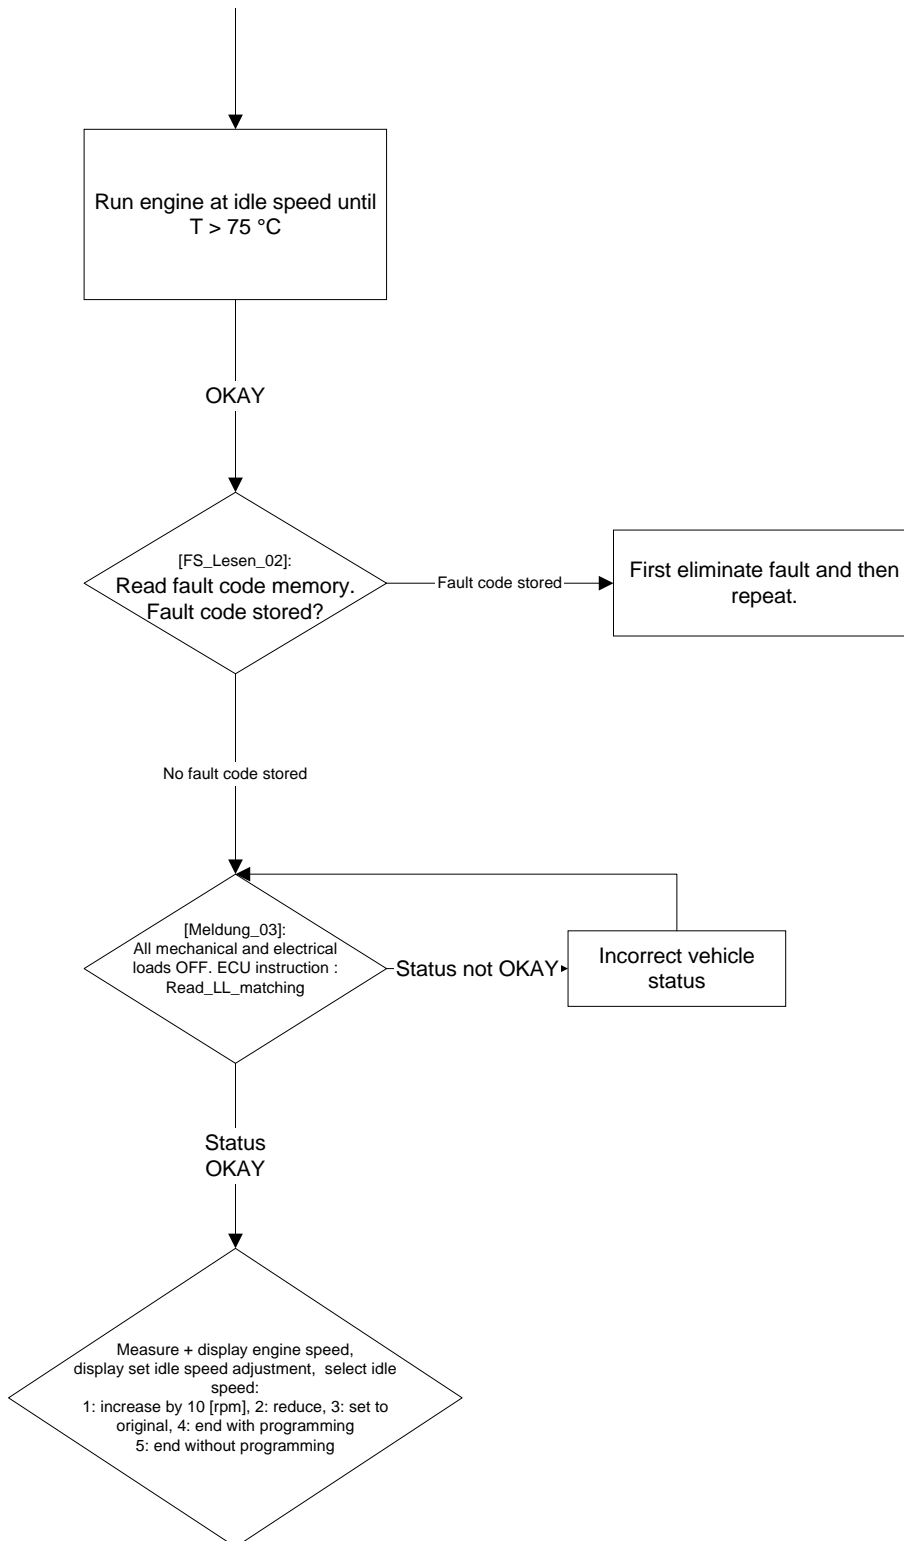 Run engine at idle speed until
T > 75 °C
OKAY
[FS_Lesen_02]:
Read fault code memory.
Fault code stored?
Fault code stored
First eliminate fault and then
repeat.
No fault code stored
[Meldung_03]:
All mechanical and electrical
loads OFF. ECU instruction :
Read_LL_matching
Status not OKAY
Incorrect vehicle
status
Status
OKAY
Measure + display engine speed,
display set idle speed adjustment,  select idle
speed:
1: increase by 10 [rpm], 2: reduce, 3: set to
original, 4: end with programming
5: end without programming